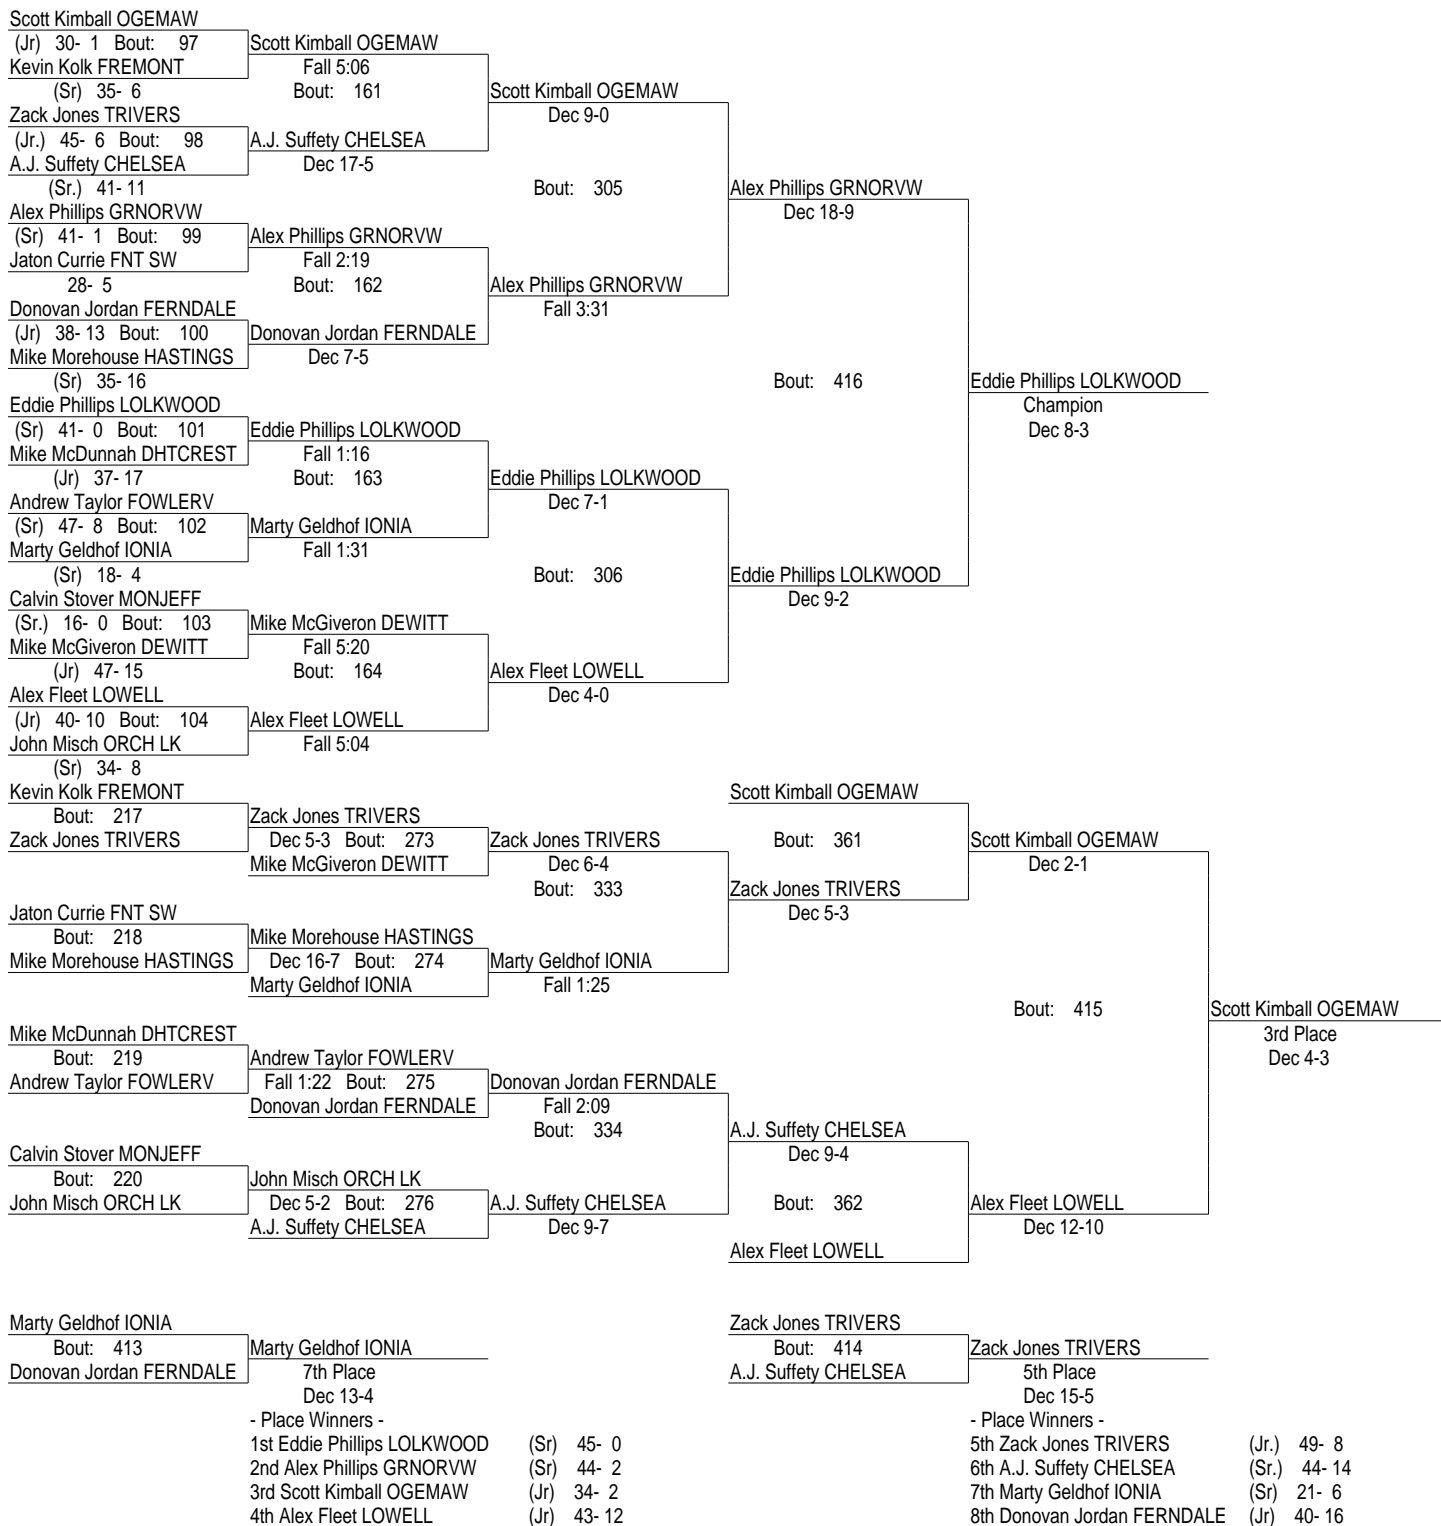 Scott Kimball OGEMAW
(Jr) 30- 1 Bout: 97 Scott Kimball OGEMAW
Kevin Kolk FREMONT Fall 5:06
(Sr) 35- 6 Bout: 161 Scott Kimball OGEMAW
Zack Jones TRIVERS Dec 9-0
(Jr.) 45- 6 Bout: 98 A.J. Suffety CHELSEA
A.J. Suffety CHELSEA Dec 17-5
(Sr.) 41- 11 Bout: 305 Alex Phillips GRNORVW
Alex Phillips GRNORVW Dec 18-9
(Sr) 41- 1 Bout: 99 Alex Phillips GRNORVW
Jaton Currie FNT SW Fall 2:19
28- 5 Bout: 162 Alex Phillips GRNORVW
Donovan Jordan FERNDALE Fall 3:31
(Jr) 38- 13 Bout: 100 Donovan Jordan FERNDALE
Mike Morehouse HASTINGS Dec 7-5
(Sr) 35- 16 Bout: 416 Eddie Phillips LOLKWOOD
Eddie Phillips LOLKWOOD Champion
(Sr) 41- 0 Bout: 101 Eddie Phillips LOLKWOOD Dec 8-3
Mike McDunnah DHTCREST Fall 1:16
(Jr) 37- 17 Bout: 163 Eddie Phillips LOLKWOOD
Andrew Taylor FOWLERV Dec 7-1
(Sr) 47- 8 Bout: 102 Marty Geldhof IONIA
Marty Geldhof IONIA Fall 1:31
(Sr) 18- 4 Bout: 306 Eddie Phillips LOLKWOOD
Calvin Stover MONJEFF Dec 9-2
(Sr.) 16- 0 Bout: 103 Mike McGiveron DEWITT
Mike McGiveron DEWITT Fall 5:20
(Jr) 47- 15 Bout: 164 Alex Fleet LOWELL
Alex Fleet LOWELL Dec 4-0
(Jr) 40- 10 Bout: 104 Alex Fleet LOWELL
John Misch ORCH LK Fall 5:04
(Sr) 34- 8
Kevin Kolk FREMONT Scott Kimball OGEMAW
Bout: 217 Zack Jones TRIVERS
Zack Jones TRIVERS Dec 5-3 Bout: 273 Zack Jones TRIVERS Bout: 361 Scott Kimball OGEMAW
Mike McGiveron DEWITT Dec 6-4 Dec 2-1
Bout: 333 Zack Jones TRIVERS
Jaton Currie FNT SW Dec 5-3
Bout: 218 Mike Morehouse HASTINGS
Mike Morehouse HASTINGS Dec 16-7 Bout: 274 Marty Geldhof IONIA
Marty Geldhof IONIA Fall 1:25
Bout: 415 Scott Kimball OGEMAW
Mike McDunnah DHTCREST 3rd Place
Bout: 219 Andrew Taylor FOWLERV Dec 4-3
Andrew Taylor FOWLERV Fall 1:22 Bout: 275 Donovan Jordan FERNDALE
Donovan Jordan FERNDALE Fall 2:09
Bout: 334 A.J. Suffety CHELSEA
Calvin Stover MONJEFF Dec 9-4
Bout: 220 John Misch ORCH LK
John Misch ORCH LK Dec 5-2 Bout: 276 A.J. Suffety CHELSEA Bout: 362 Alex Fleet LOWELL
A.J. Suffety CHELSEA Dec 9-7 Dec 12-10
Alex Fleet LOWELL
Marty Geldhof IONIA Zack Jones TRIVERS
Bout: 413 Marty Geldhof IONIA Bout: 414 Zack Jones TRIVERS
Donovan Jordan FERNDALE 7th Place A.J. Suffety CHELSEA 5th Place
Dec 13-4 Dec 15-5
- Place Winners - - Place Winners -
1st Eddie Phillips LOLKWOOD (Sr) 45- 0 5th Zack Jones TRIVERS (Jr.) 49- 8
2nd Alex Phillips GRNORVW (Sr) 44- 2 6th A.J. Suffety CHELSEA (Sr.) 44- 14
3rd Scott Kimball OGEMAW (Jr) 34- 2 7th Marty Geldhof IONIA (Sr) 21- 6
4th Alex Fleet LOWELL (Jr) 43- 12 8th Donovan Jordan FERNDALE (Jr) 40- 16